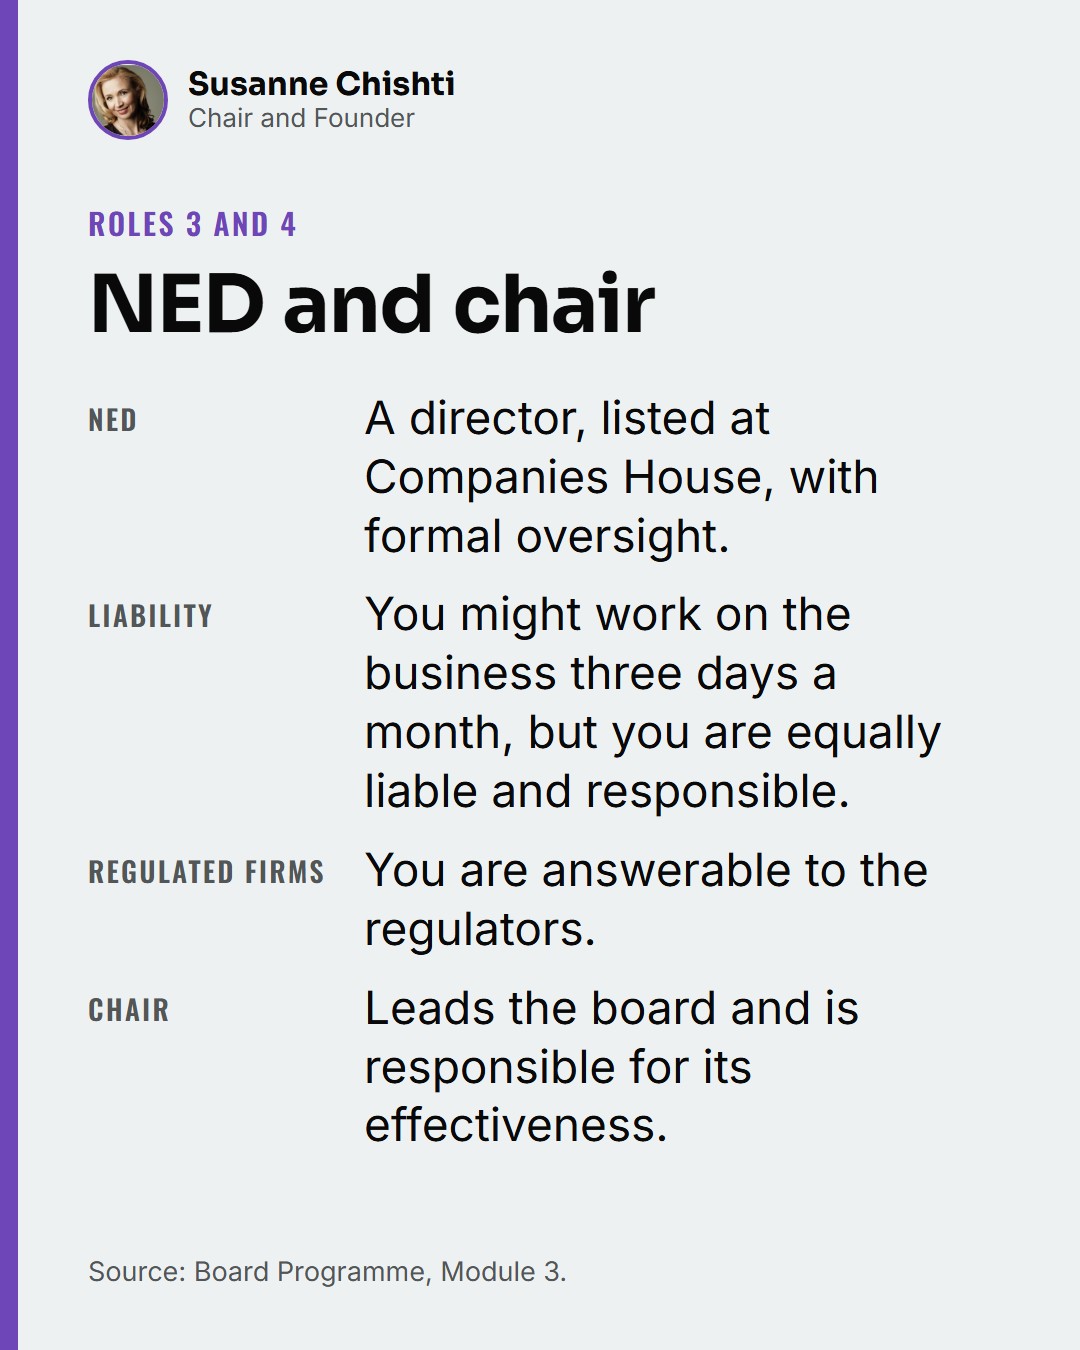 Susanne Chishti
Chair and Founder
ROLES 3 AND 4
NED and chair
NED
A director, listed at
Companies House, with
formal oversight.
LIABILITY
You might work on the
business three days a
month, but you are equally
liable and responsible.
REGULATED FIRMS
You are answerable to the
regulators.
CHAIR
Leads the board and is
responsible for its
effectiveness.
Source: Board Programme, Module 3.